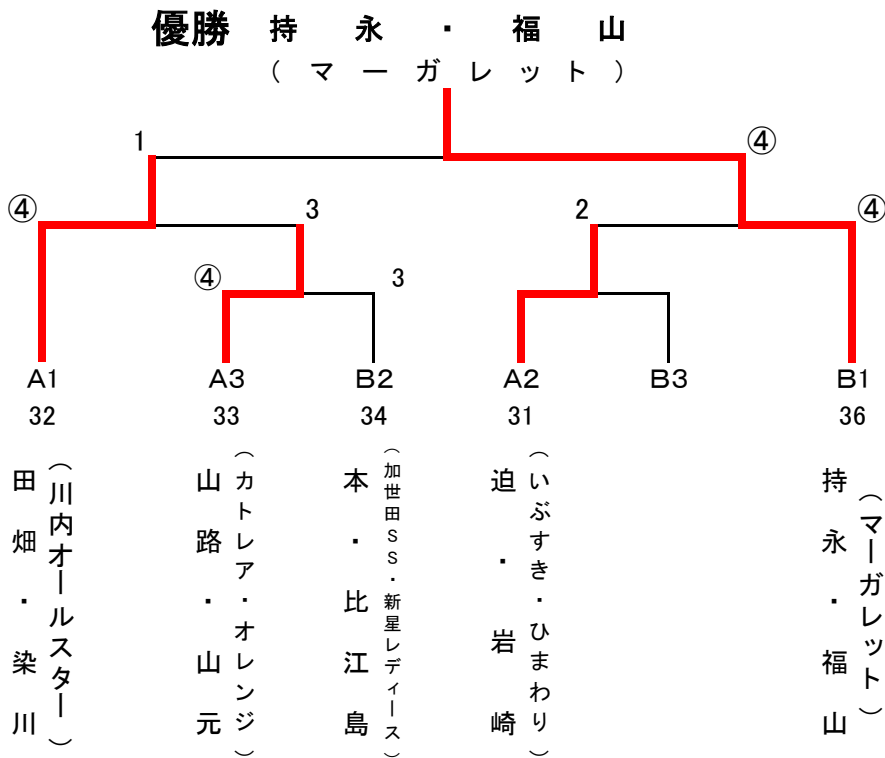 優勝 持永・福山
(マーガレット)
1
④
④
3
2
④
④
3
A1
A3
B2
A2
B3
B1
32
33
34
31
36
田畑・染川
(川内オールスター)
山路・山元
(カトレア・オレンジ)
本・比江島
(加世田SS・新星レディース)
迫・岩崎
(いぶすき・ひまわり)
持永・福山
(マーガレット)